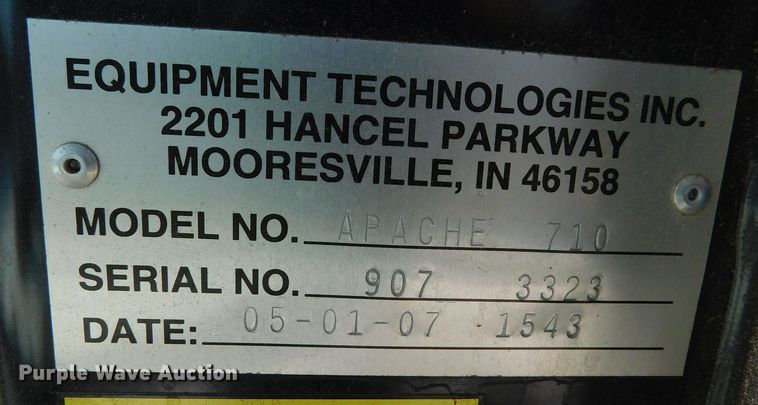 EQUIPMENT TECHNOLOGIES INC.
2201 HANCEL PARKWAY
MOORESVILLE, IN 46158
MODEL NO. APACHE 710
SERIAL NO. 907 3323
DATE: 05-01-07 1543
Purple Wave Auction